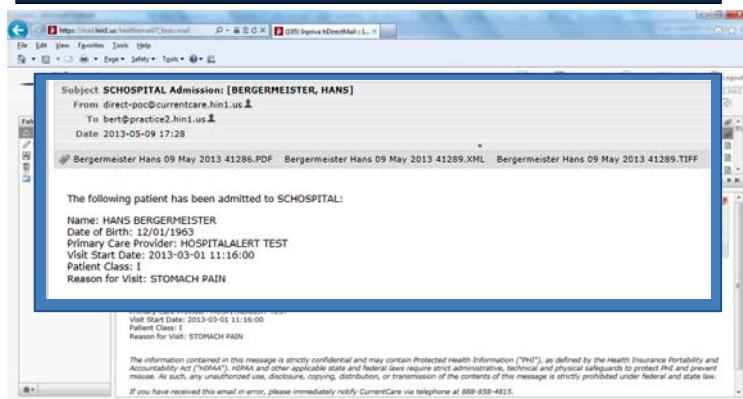 (195) Inpriva hDirectMail :: I...
File Edit View Favorites Tools Help
Page Safety Tools
Subject SCHOSPITAL Admission: [BERGERMEISTER, HANS]
From direct-poc@currentcare.hin1.us
To bert@practice2.hin1.us
Date 2013-05-09 17:28
Bergermeister Hans 09 May 2013 41286.PDF Bergermeister Hans 09 May 2013 41289.XML Bergermeister Hans 09 May 2013 41289.TIFF
The following patient has been admitted to SCHOSPITAL:
Name: HANS BERGERMEISTER
Date of Birth: 12/01/1963
Primary Care Provider: HOSPITALALERT TEST
Visit Start Date: 2013-03-01 11:16:00
Patient Class: I
Reason for Visit: STOMACH PAIN
Visit Start Date: 2013-03-01 11:16:00
Patient Class: I
Reason for Visit: STOMACH PAIN
The information contained in this message is strictly confidential and may contain Protected Health Information ("PHI"), as defined by the Health Insurance Portability and
Accountability Act ("HIPAA"). HIPAA and other applicable state and federal laws require strict administrative, technical and physical safeguards to protect PHI and prevent
misuse. As such, any unauthorized use, disclosure, copying, distribution, or transmission of the contents of this message is strictly prohibited under federal and state law.
If you have received this email in error, please immediately notify CurrentCare via telephone at 888-858-4815.